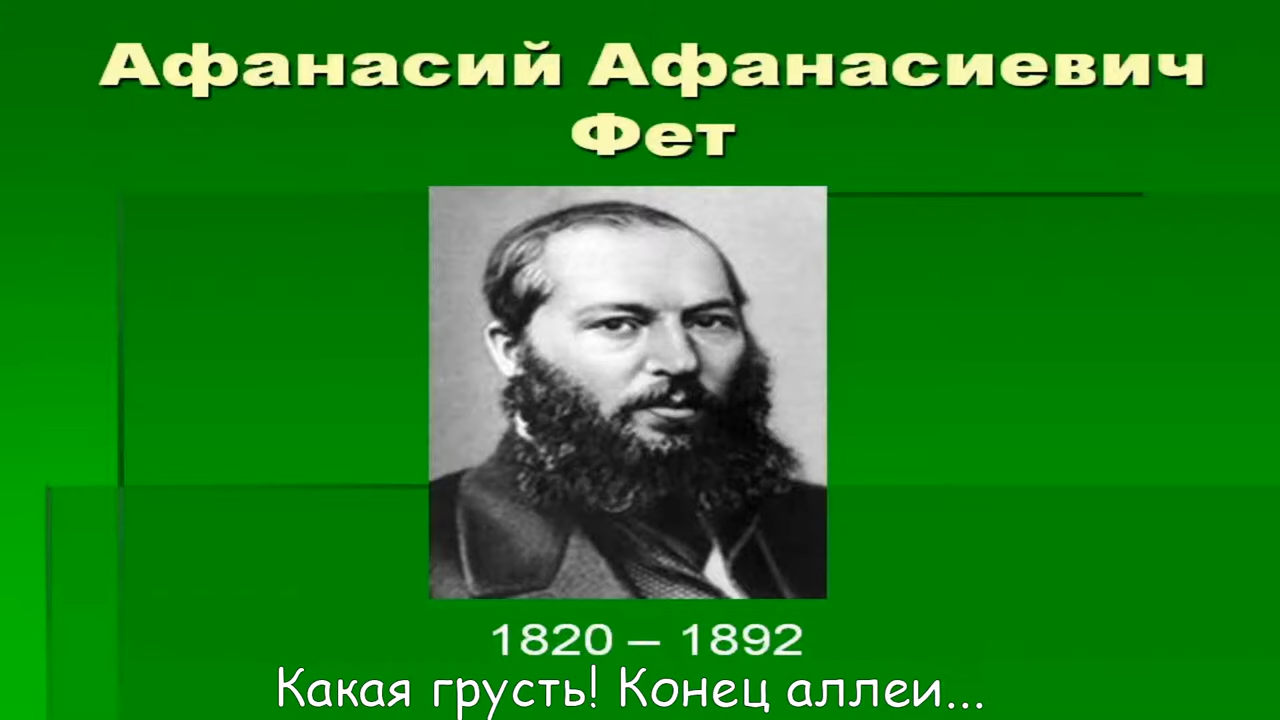 Афанасий Афанасиевич
Фет
1820 – 1892
Какая грусть! Конец аллеи...